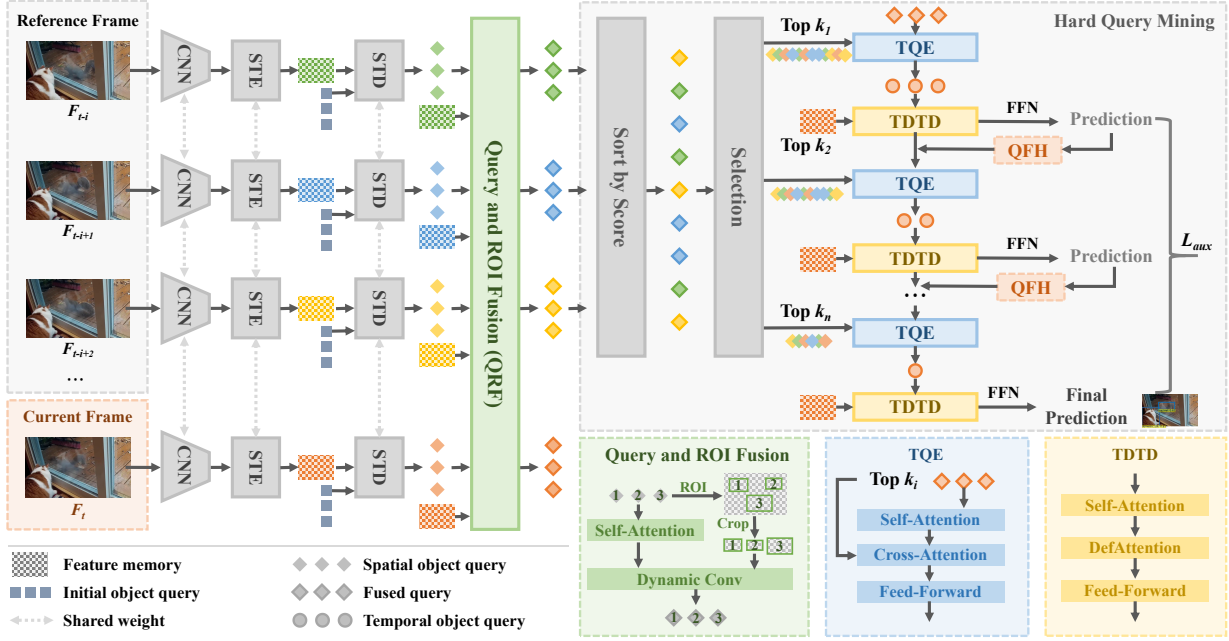 Reference Frame
F_{t-i}
CNN
STE
STD
F_{t-i+1}
CNN
STE
STD
F_{t-i+2}
CNN
STE
STD
...
Current Frame
F_t
CNN
STE
STD
Query and ROI Fusion (QRF)
Hard Query Mining
Sort by Score
Selection
Top k_1
TQE
TDTD
FFN
Prediction
QFH
Top k_2
TQE
TDTD
FFN
Prediction
QFH
...
Top k_n
TQE
TDTD
FFN
Final Prediction
L_{aux}
Feature memory
Initial object query
Shared weight
Spatial object query
Fused query
Temporal object query
Query and ROI Fusion
1 2 3
ROI
1 2
3
Self-Attention
Crop
1 2 3
Dynamic Conv
1 2 3
TQE
Top k_i
Self-Attention
Cross-Attention
Feed-Forward
TDTD
Self-Attention
DefAttention
Feed-Forward